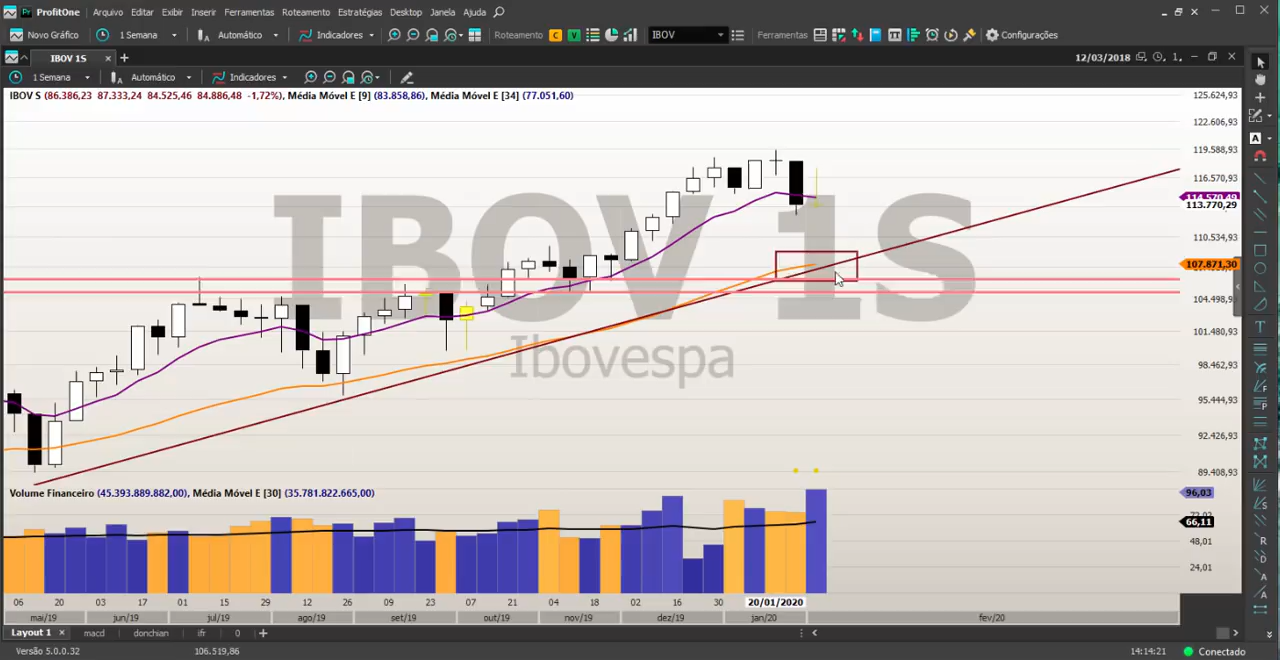 ProfitOne Arquivo Editar Exibir Inserir Ferramentas Roteamento Estratégias Desktop Janela Ajuda
Novo Gráfico 1 Semana Automático Indicadores Roteamento C V IBOV Ferramentas Configurações
IBOV 1S 12/03/2018 1.
1 Semana Automático Indicadores
IBOV S (86.386,23 87.333,24 84.525,46 84.886,48 -1,72%), Média Móvel E [9] (83.858,86), Média Móvel E [34] (77.051,60)
125.624,93
122.606,93
119.588,93
116.570,93
114.570,49
113.770,29
110.534,93
107.871,30
104.498,93
101.480,93
98.462,93
95.444,93
92.426,93
89.408,93
IBOV 1S
Ibovespa
Volume Financeiro (45.393.889.882,00), Média Móvel E [30] (35.781.822.665,00)
96,03
66,11
48,01
24,01
06 20 03 17 01 15 29 12 26 09 23 07 21 04 18 02 16 30 20/01/2020
mai/19 jun/19 jul/19 ago/19 set/19 out/19 nov/19 dez/19 jan/20 fev/20
Layout 1 macd donchian ifr 0
Versão 5.0.0.32 106.519,86 14:14:21 Conectado